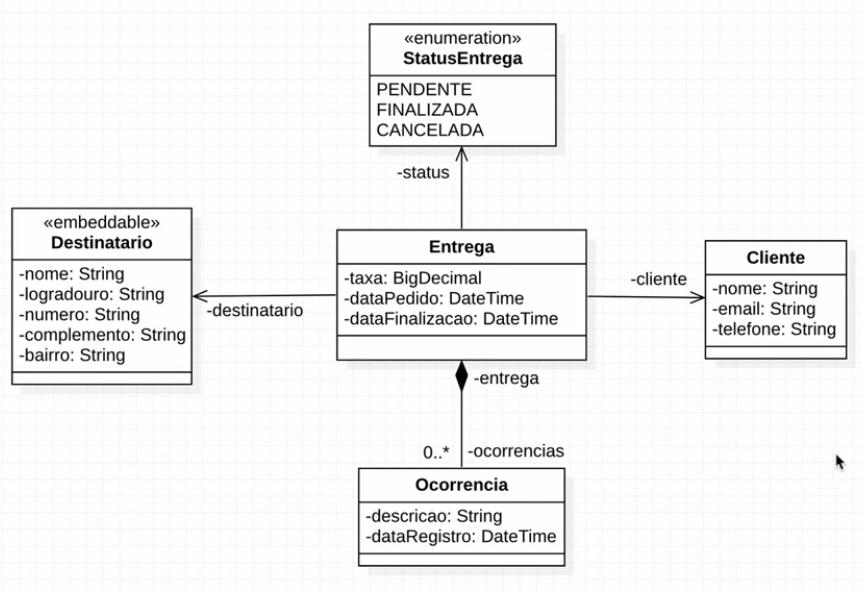 «enumeration»
StatusEntrega
PENDENTE
FINALIZADA
CANCELADA
-status
«embeddable»
Destinatario
-nome: String
-logradouro: String
-numero: String
-complemento: String
-bairro: String
-destinatario
Entrega
-taxa: BigDecimal
-dataPedido: DateTime
-dataFinalizacao: DateTime
-cliente
Cliente
-nome: String
-email: String
-telefone: String
-entrega
0..*
-ocorrencias
Ocorrencia
-descricao: String
-dataRegistro: DateTime